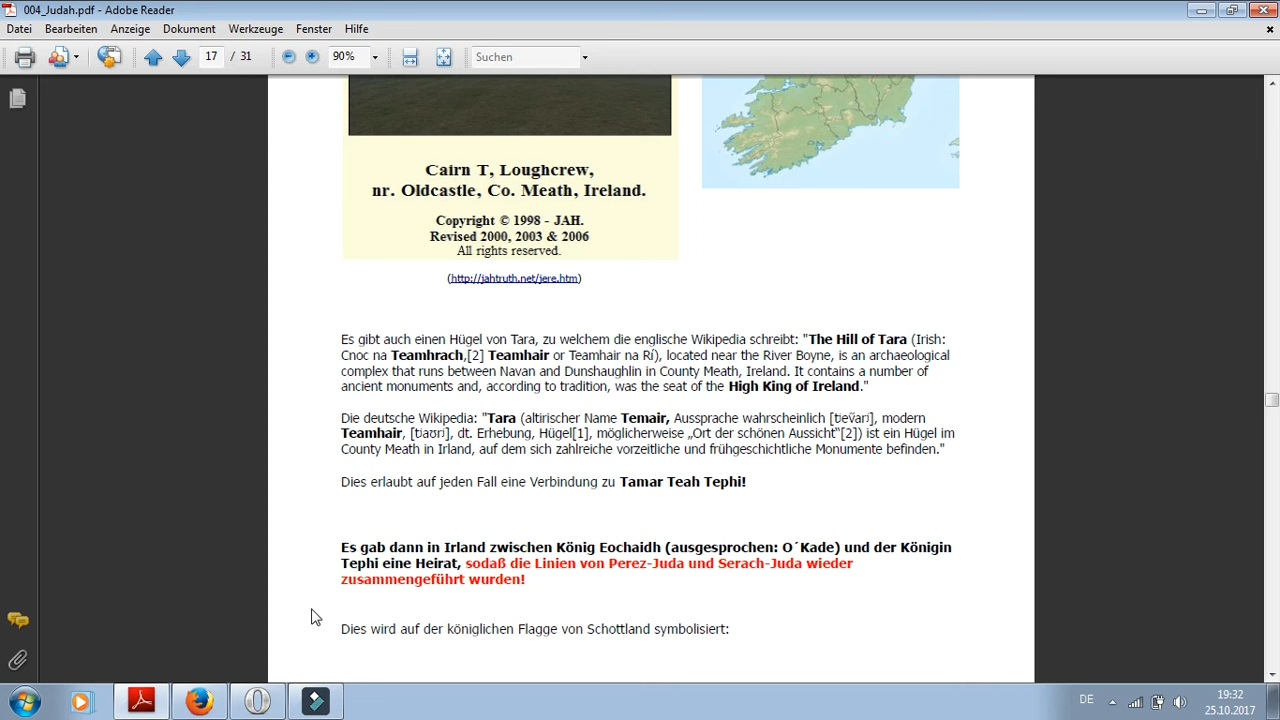 004_Judah.pdf - Adobe Reader
Datei Bearbeiten Anzeige Dokument Werkzeuge Fenster Hilfe
17 / 31 90% Suchen
Cairn T, Loughcrew,
nr. Oldcastle, Co. Meath, Ireland.
Copyright © 1998 - JAH.
Revised 2000, 2003 & 2006
All rights reserved.
(http://jahtruth.net/jere.htm)
Es gibt auch einen Hügel von Tara, zu welchem die englische Wikipedia schreibt: "The Hill of Tara (Irish:
Cnoc na Teamhrach,[2] Teamhair or Teamhair na Rí), located near the River Boyne, is an archaeological
complex that runs between Navan and Dunshaughlin in County Meath, Ireland. It contains a number of
ancient monuments and, according to tradition, was the seat of the High King of Ireland."
Die deutsche Wikipedia: "Tara (altirischer Name Temair, Aussprache wahrscheinlich modern
Teamhair, dt. Erhebung, Hügel[1], möglicherweise „Ort der schönen Aussicht“[2]) ist ein Hügel im
County Meath in Irland, auf dem sich zahlreiche vorzeitliche und frühgeschichtliche Monumente befinden."
Dies erlaubt auf jeden Fall eine Verbindung zu Tamar Teah Tephi!
Es gab dann in Irland zwischen König Eochaidh (ausgesprochen: O´Kade) und der Königin
Tephi eine Heirat, sodaß die Linien von Perez-Juda und Serach-Juda wieder
zusammengeführt wurden!
Dies wird auf der königlichen Flagge von Schottland symbolisiert:
DE
19:32
25.10.2017